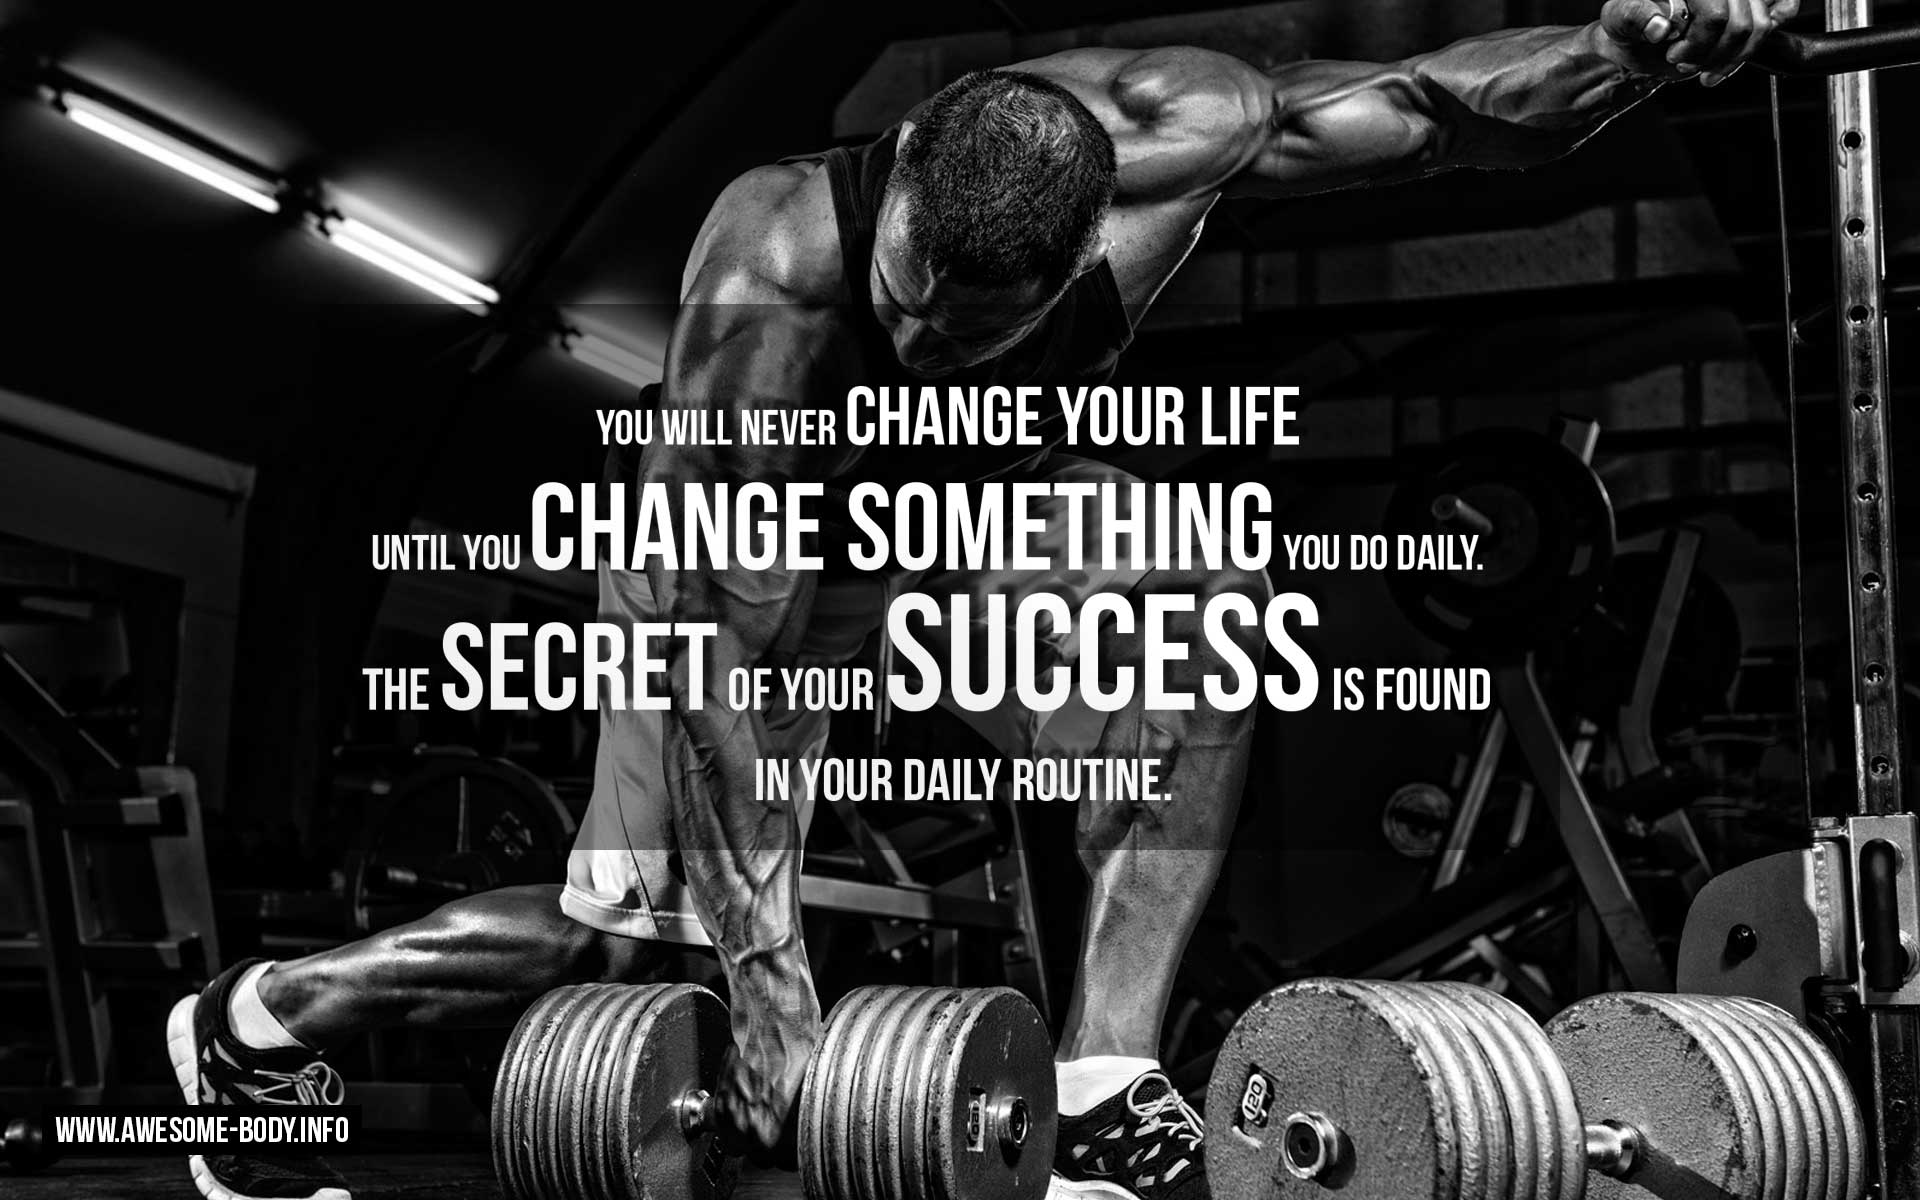 YOU WILL NEVER CHANGE YOUR LIFE
UNTIL YOU CHANGE SOMETHING YOU DO DAILY.
THE SECRET OF YOUR SUCCESS IS FOUND
IN YOUR DAILY ROUTINE.
WWW.AWESOME-BODY.INFO